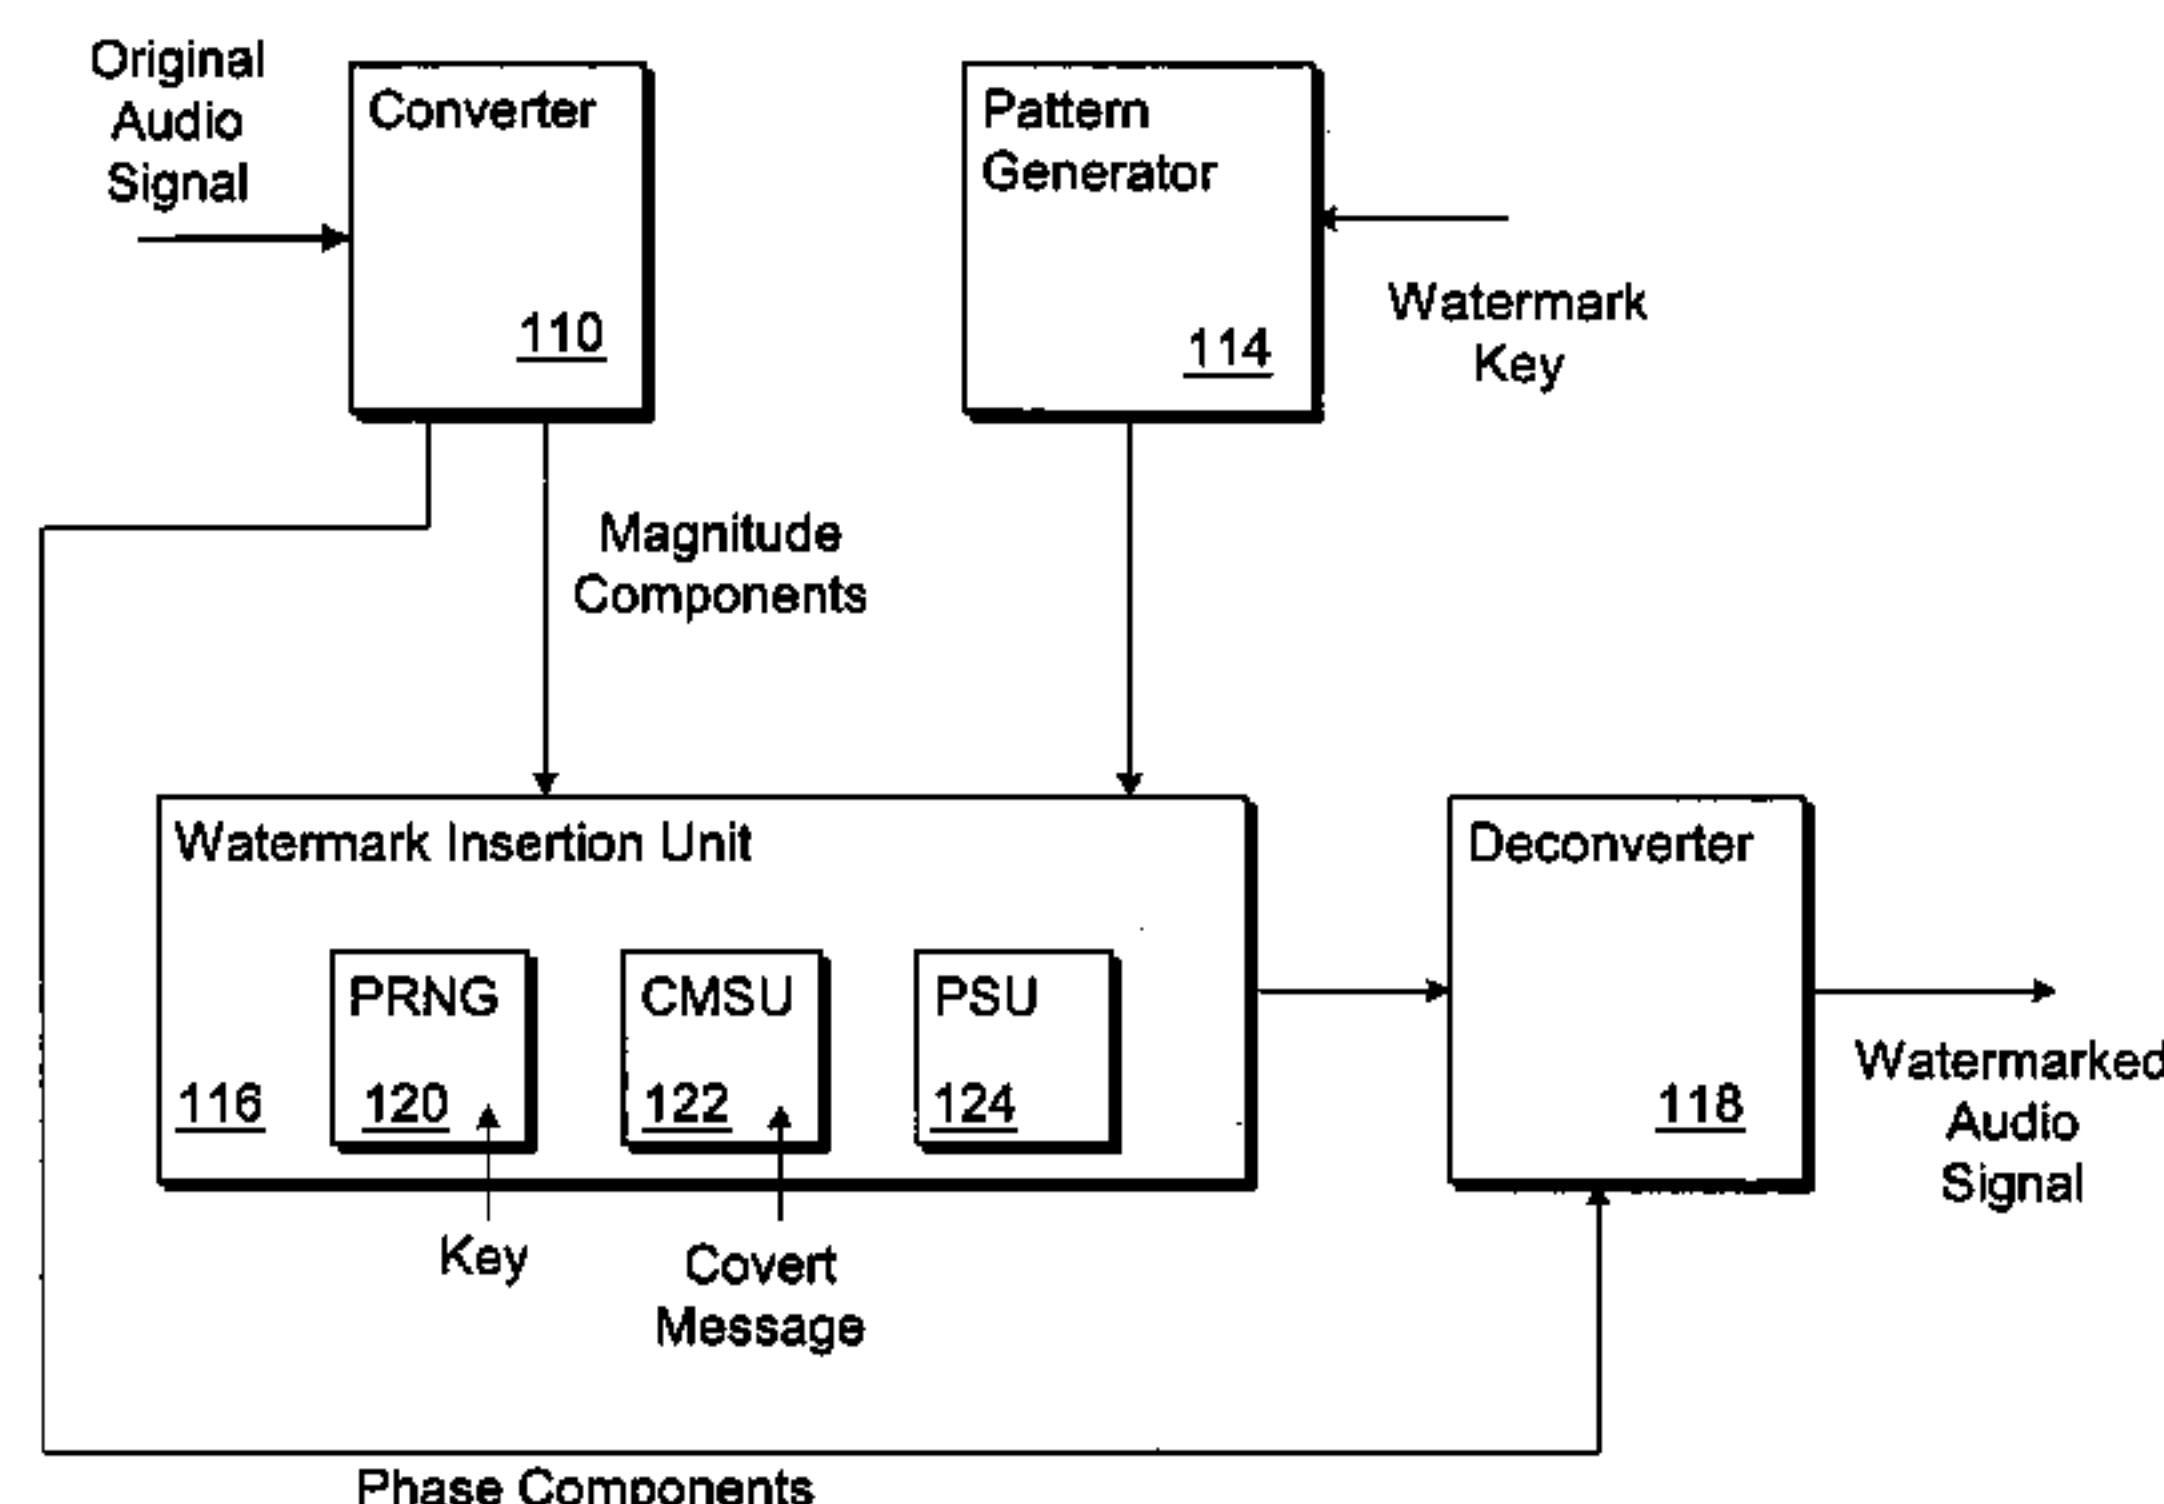 Original
Audio
Signal
Converter
110
Pattern
Generator
114
Watermark
Key
Magnitude
Components
Watermark Insertion Unit
116
PRNG
120
CMSU
122
PSU
124
Key
Covert
Message
Deconverter
118
Watermarked
Audio
Signal
Phase Components